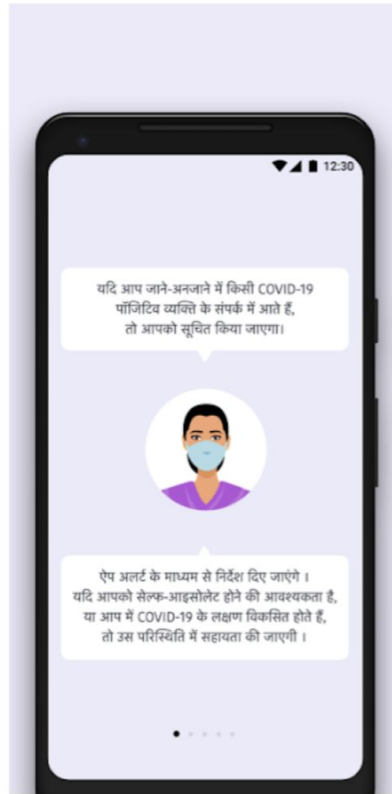 12:30
यदि आप जाने-अनजाने में किसी COVID-19
पॉजिटिव व्यक्ति के संपर्क में आते हैं,
तो आपको सूचित किया जाएगा।
ऐप अलर्ट के माध्यम से निर्देश दिए जाएंगे ।
यदि आपको सेल्फ-आइसोलेट होने की आवश्यकता है,
या आप में COVID-19 के लक्षण विकसित होते हैं,
तो उस परिस्थिति में सहायता की जाएगी ।